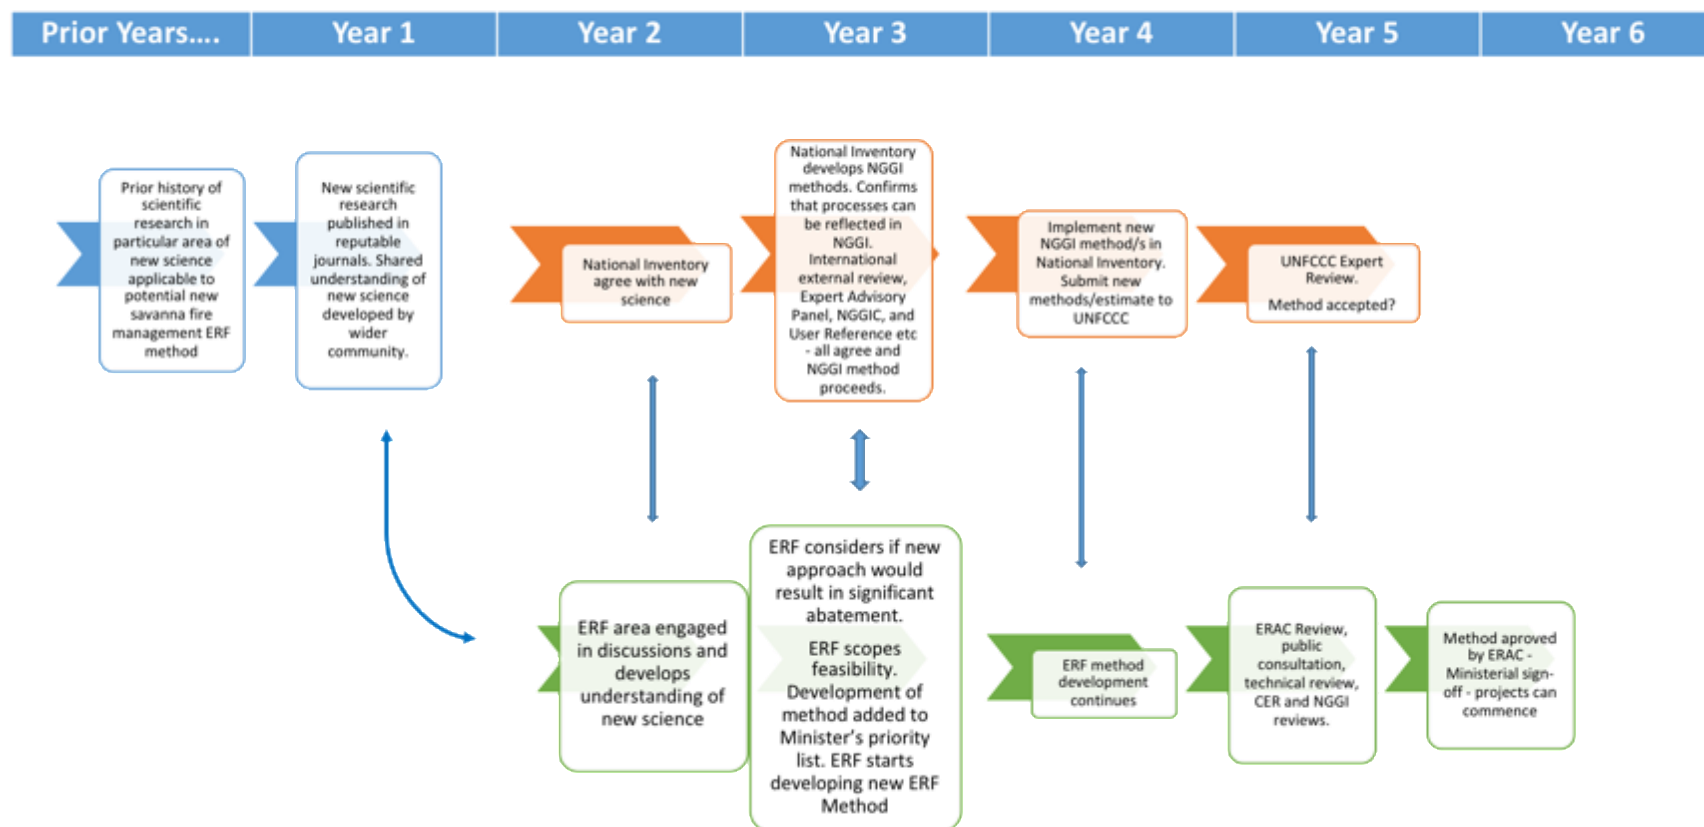 Prior Years....
Year 1
Year 2
Year 3
Year 4
Year 5
Year 6
Prior history of
scientific
research in
particular area of
new science
applicable to
potential new
savanna fire
management ERF
method
New scientific
research
published in
reputable
journals. Shared
understanding of
new science
developed by
wider
community.
National Inventory
agree with new
science
National Inventory
develops NGGI
methods. Confirms
that processes can
be reflected in
NGGI.
International
external review,
Expert Advisory
Panel, NGGIC, and
User Reference etc
- all agree and
NGGI method
proceeds.
Implement new
NGGI method/s in
National Inventory.
Submit new
methods/estimate to
UNFCCC
UNFCCC Expert
Review.
Method accepted?
ERF area engaged
in discussions and
develops
understanding of
new science
ERF considers if new
approach would
result in significant
abatement.
ERF scopes
feasibility.
Development of
method added to
Minister's priority
list. ERF starts
developing new ERF
Method
ERF method
development
continues
ERAC Review,
public
consultation,
technical review,
CER and NGGI
reviews.
Method aproved
by ERAC -
Ministerial sign-
off - projects can
commence